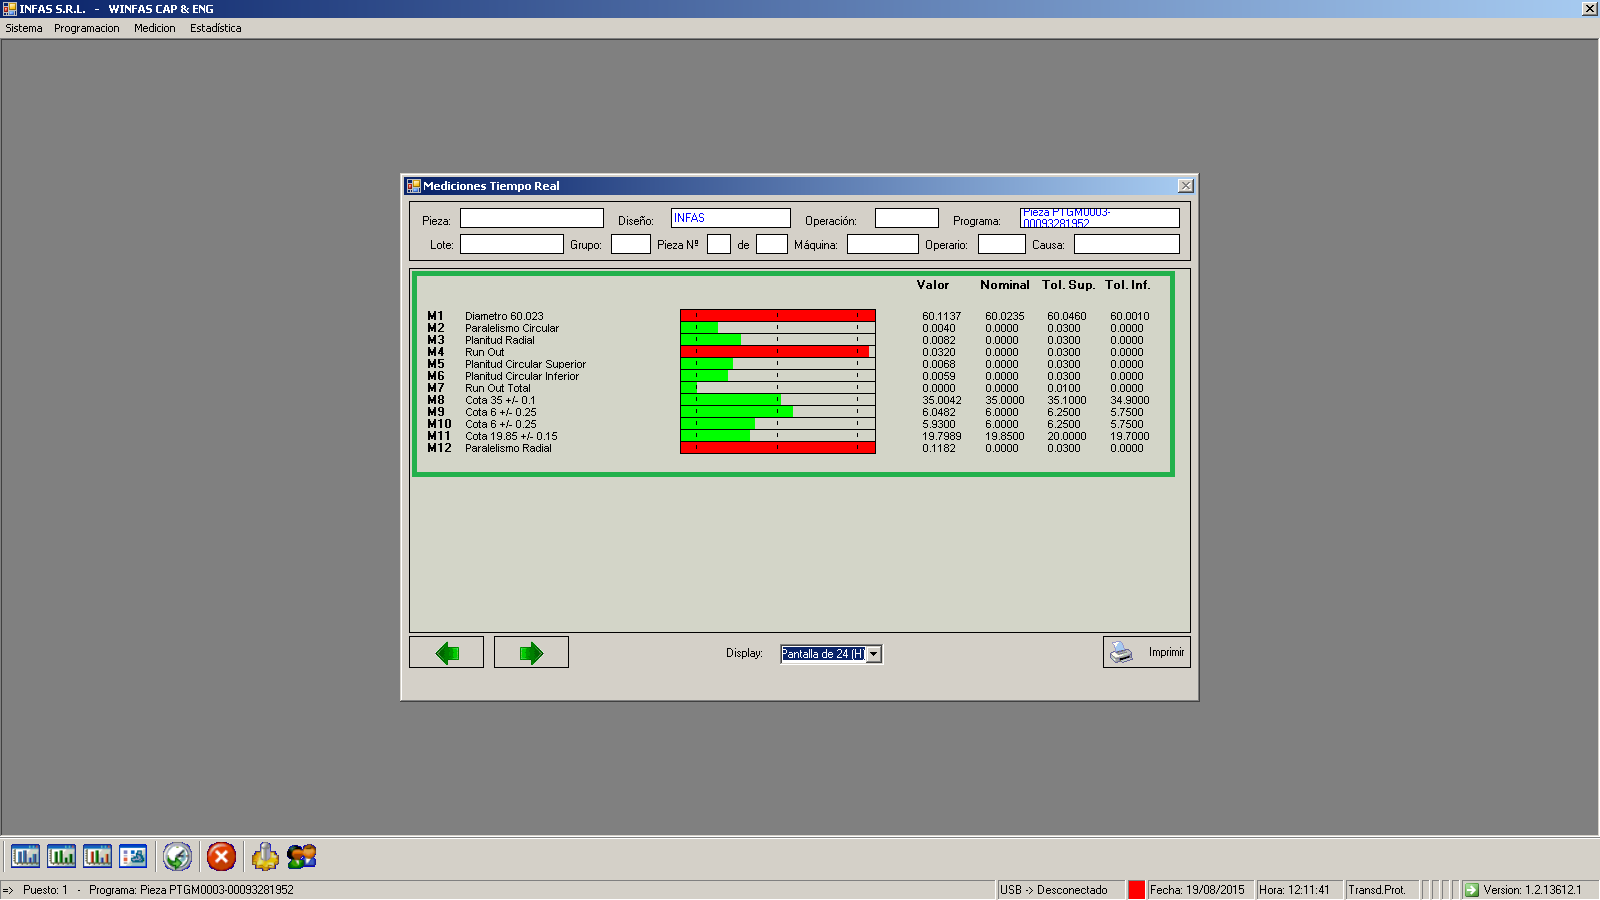 INFAS S.R.L. - WINFAS CAP & ENG
Sistema Programacion Medicion Estadística
Mediciones Tiempo Real
Pieza: Diseño: INFAS Operación: Programa: Pieza PTGM0003-00093281952
Lote: Grupo: Pieza Nº de Máquina: Operario: Causa:
Valor Nominal Tol. Sup. Tol. Inf.
M1 Diametro 60.023 60.1137 60.0235 60.0460 60.0010
M2 Paralelismo Circular 0.0040 0.0000 0.0300 0.0000
M3 Planitud Radial 0.0082 0.0000 0.0300 0.0000
M4 Run Out 0.0320 0.0000 0.0300 0.0000
M5 Planitud Circular Superior 0.0068 0.0000 0.0300 0.0000
M6 Planitud Circular Inferior 0.0059 0.0000 0.0300 0.0000
M7 Run Out Total 0.0000 0.0000 0.0100 0.0000
M8 Cota 35 +/- 0.1 35.0042 35.0000 35.1000 34.9000
M9 Cota 6 +/- 0.25 6.0482 6.0000 6.2500 5.7500
M10 Cota 6 +/- 0.25 5.9300 6.0000 6.2500 5.7500
M11 Cota 19.85 +/- 0.15 19.7989 19.8500 20.0000 19.7000
M12 Paralelismo Radial 0.1182 0.0000 0.0300 0.0000
Display: Pantalla de 24 (H) Imprimir
=> Puesto: 1 - Programa: Pieza PTGM0003-00093281952 USB -> Desconectado Fecha: 19/08/2015 Hora: 12:11:41 Transd.Prot. Version: 1.2.13612.1